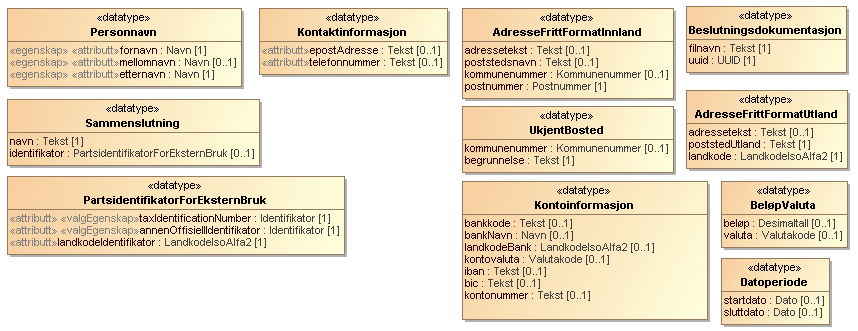 «datatype»
Personnavn
«egenskap» «attributt»fornavn : Navn [1]
«egenskap» «attributt»mellomnavn : Navn [0..1]
«egenskap» «attributt»etternavn : Navn [1]
«datatype»
Kontaktinformasjon
«attributt»epostAdresse : Tekst [0..1]
«attributt»telefonnummer : Tekst [0..1]
«datatype»
AdresseFrittFormatInnland
adressetekst : Tekst [0..1]
poststedsnavn : Tekst [0..1]
kommunenummer : Kommunenummer [0..1]
postnummer : Postnummer [1]
«datatype»
Beslutningsdokumentasjon
filnavn : Tekst [1]
uuid : UUID [1]
«datatype»
Sammenslutning
navn : Tekst [1]
identifikator : PartsidentifikatorForEksternBruk [0..1]
«datatype»
UkjentBosted
kommunenummer : Kommunenummer [0..1]
begrunnelse : Tekst [1]
«datatype»
AdresseFrittFormatUtland
adressetekst : Tekst [0..1]
poststedUtland : Tekst [1]
landkode : LandkodeIsoAlfa2 [1]
«datatype»
PartsidentifikatorForEksternBruk
«attributt» «valgEgenskap»taxIdentificationNumber : Identifikator [1]
«attributt» «valgEgenskap»annenOffisiellIdentifikator : Identifikator [1]
«attributt»landkodeIdentifikator : LandkodeIsoAlfa2 [1]
«datatype»
Kontoinformasjon
bankkode : Tekst [0..1]
bankNavn : Navn [0..1]
landkodeBank : LandkodeIsoAlfa2 [0..1]
kontovaluta : Valutakode [0..1]
iban : Tekst [0..1]
bic : Tekst [0..1]
kontonummer : Tekst [0..1]
«datatype»
BeløpValuta
beløp : Desimaltall [0..1]
valuta : Valutakode [0..1]
«datatype»
Datoperiode
startdato : Dato [0..1]
sluttdato : Dato [0..1]